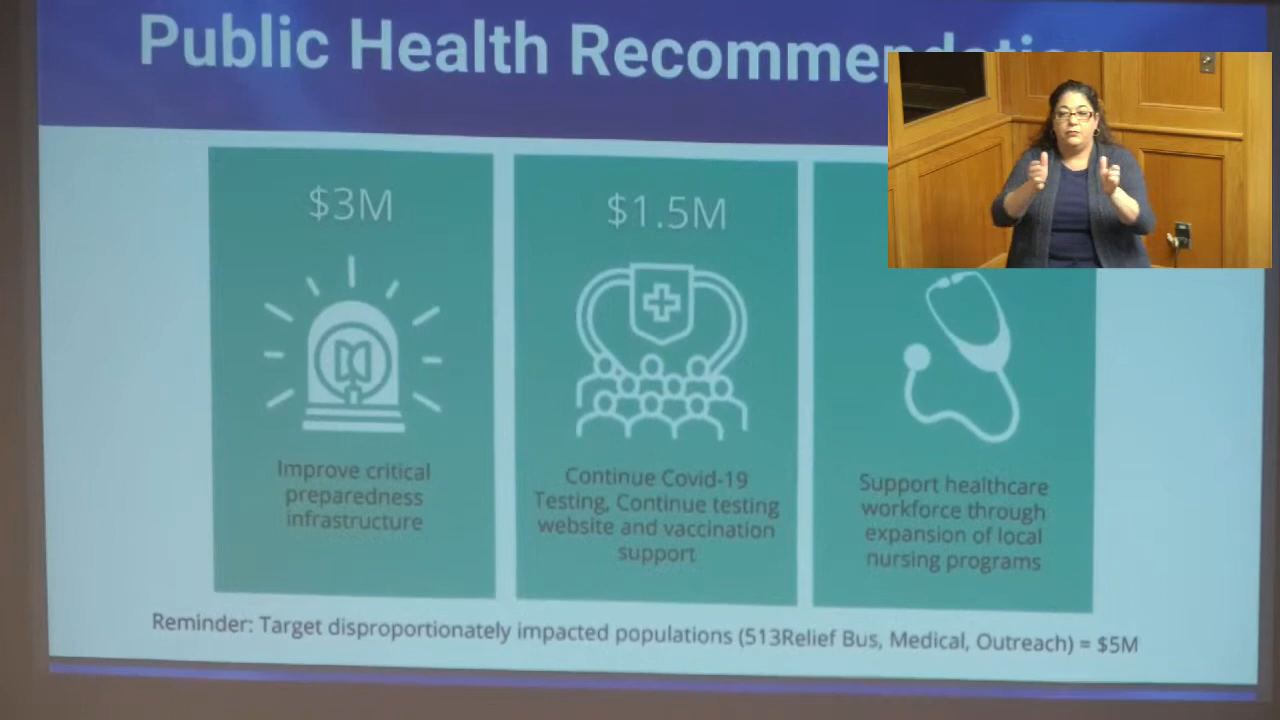 Public Health Recommendation
$3M
Improve critical
preparedness
infrastructure
$1.5M
Continue Covid-19
Testing, Continue testing
website and vaccination
support
Support healthcare
workforce through
expansion of local
nursing programs
Reminder: Target disproportionately impacted populations (513Relief Bus, Medical, Outreach) = $5M